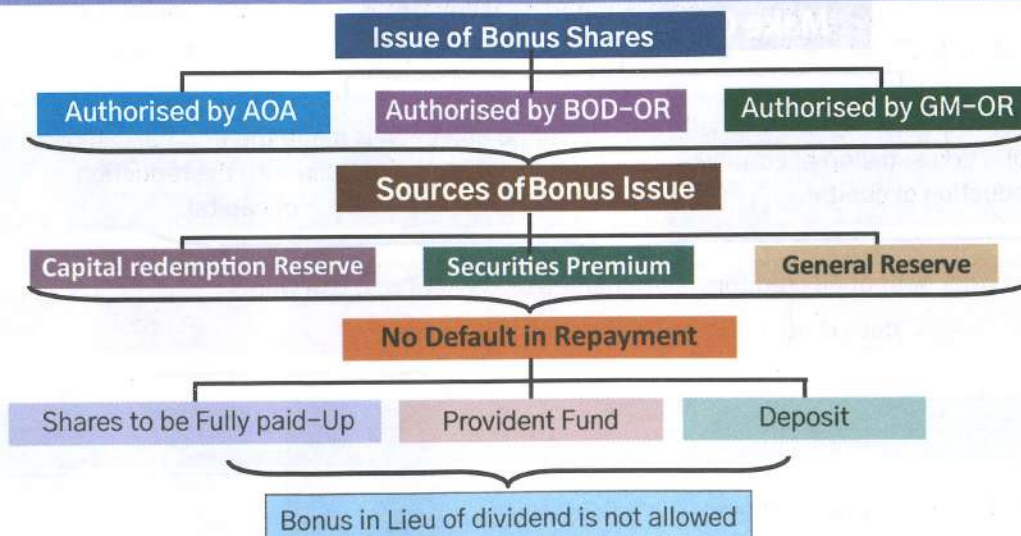 Issue of Bonus Shares
Authorised by AOA
Authorised by BOD-OR
Authorised by GM-OR
Sources of Bonus Issue
Capital redemption Reserve
Securities Premium
General Reserve
No Default in Repayment
Shares to be Fully paid-Up
Provident Fund
Deposit
Bonus in Lieu of dividend is not allowed